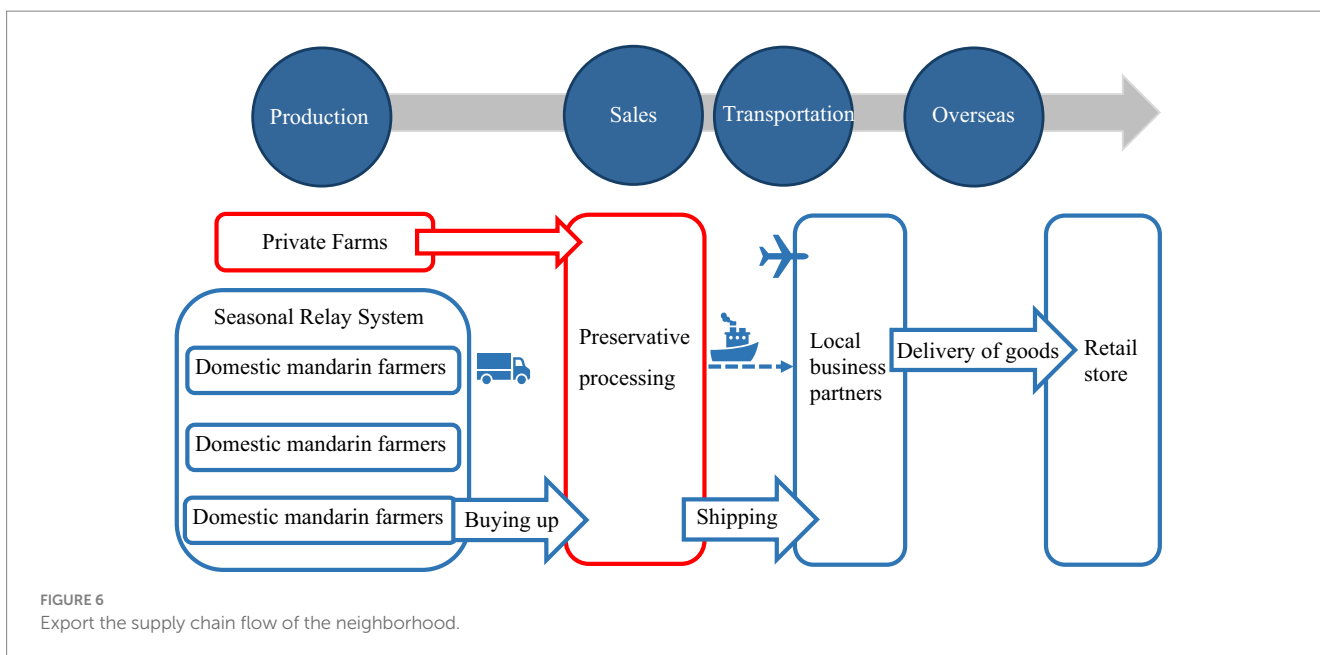 Production
Sales
Transportation
Overseas
Private Farms
Seasonal Relay System
Domestic mandarin farmers
Domestic mandarin farmers
Domestic mandarin farmers
Buying up
Preservative
processing
Shipping
Local
business
partners
Delivery of goods
Retail
store
FIGURE 6
Export the supply chain flow of the neighborhood.